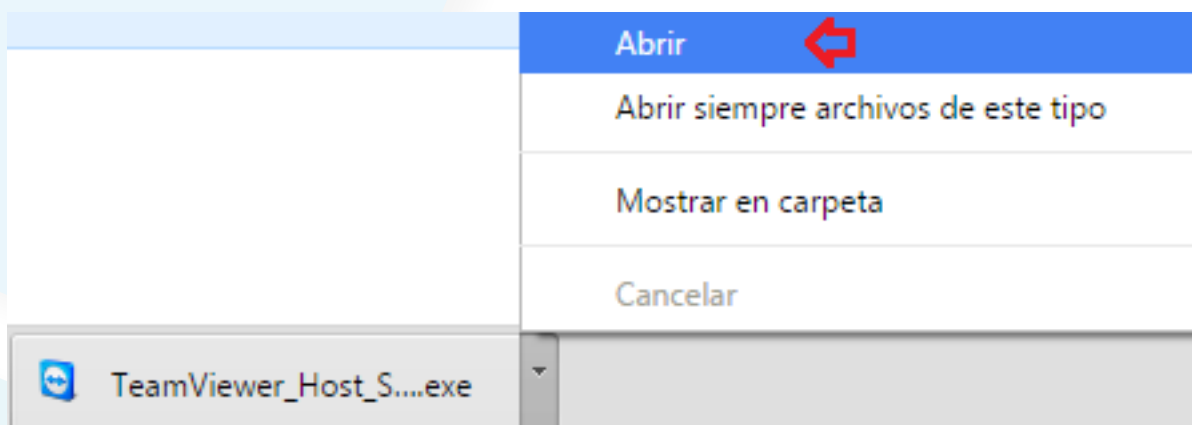 Abrir
Abrir siempre archivos de este tipo
Mostrar en carpeta
Cancelar
TeamViewer_Host_S....exe